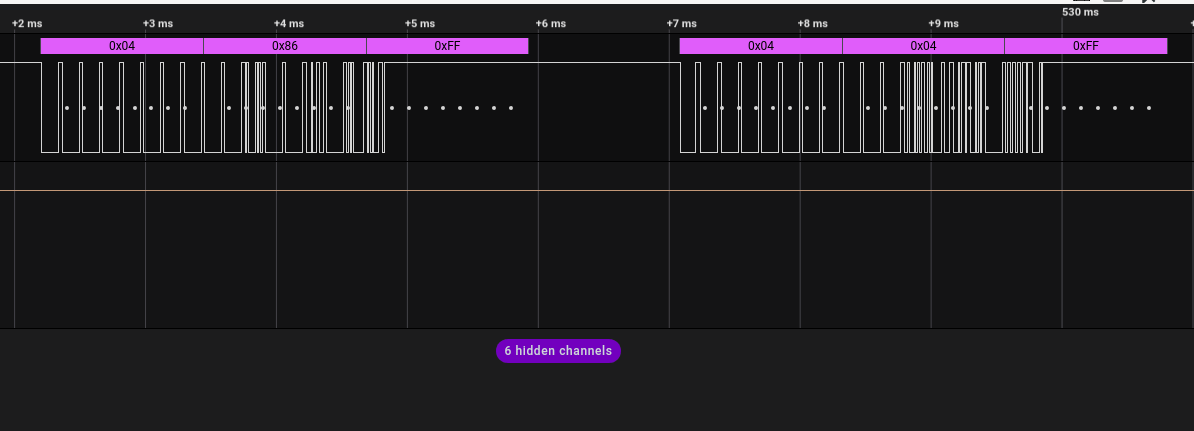 530 ms
+2 ms +3 ms +4 ms +5 ms +6 ms +7 ms +8 ms +9 ms
0x04 0x86 0xFF 0x04 0x04 0xFF
6 hidden channels